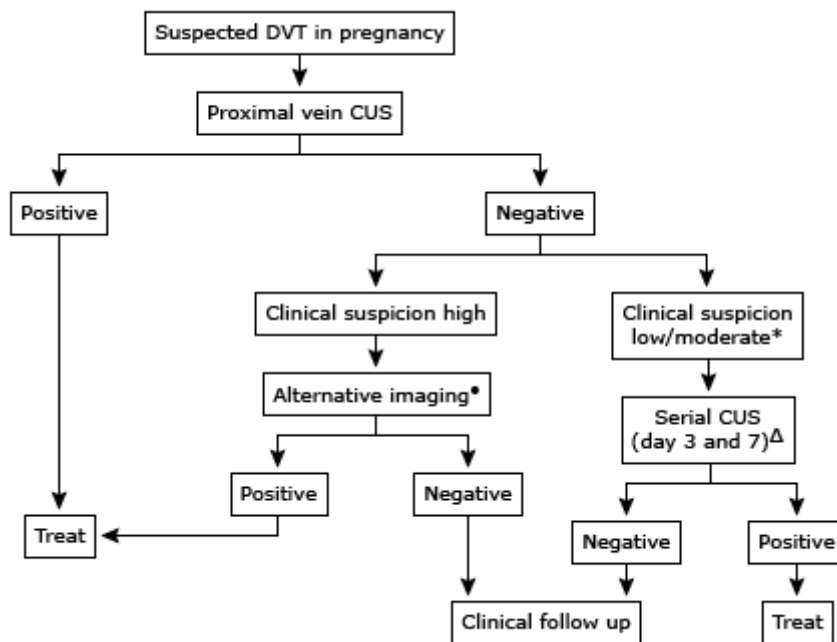 Suspected DVT in pregnancy
Proximal vein CUS
Positive
Negative
Clinical suspicion high
Clinical suspicion
low/moderate*
Alternative imaging•
Serial CUS
(day 3 and 7)Δ
Positive
Negative
Treat
Negative
Positive
Clinical follow up
Treat